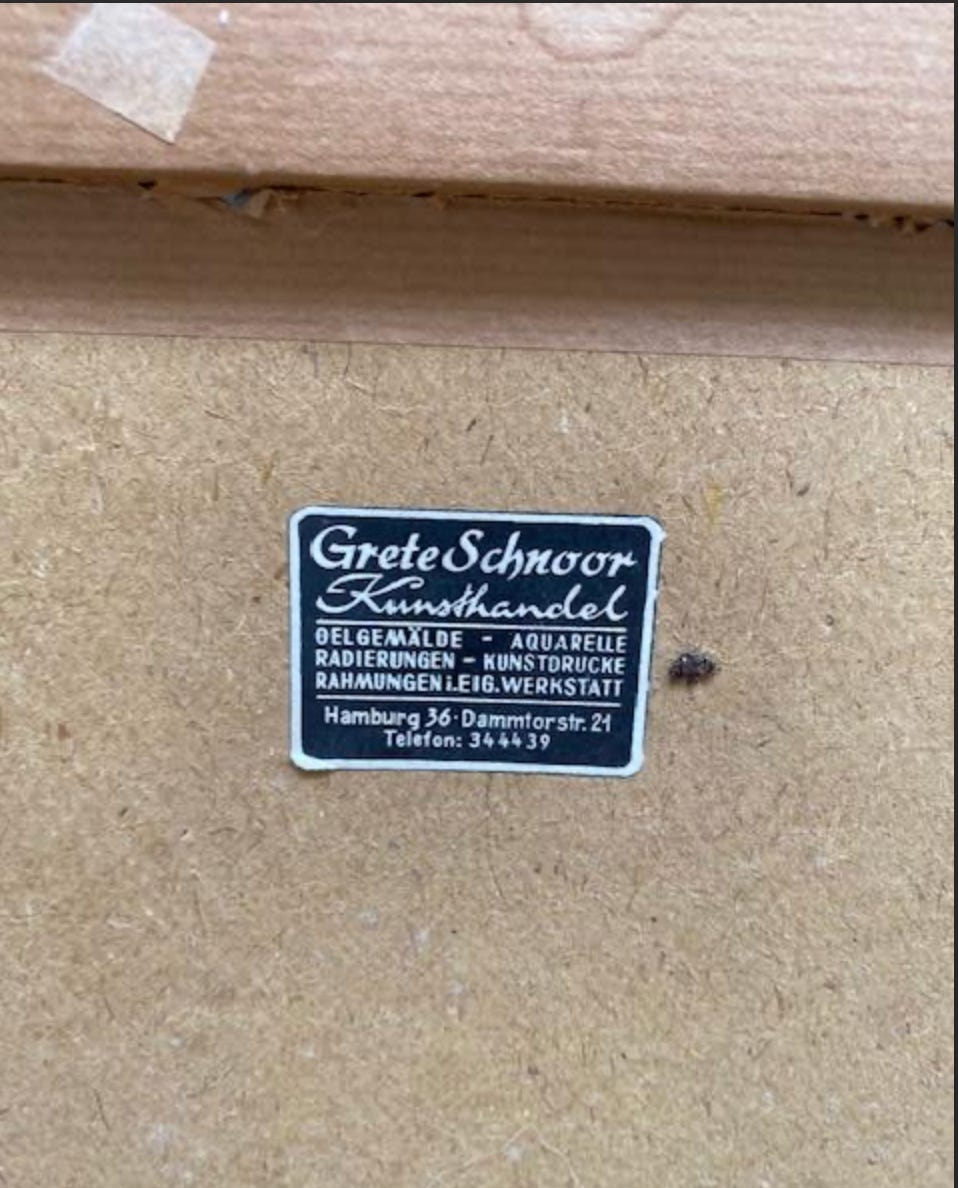 Grete Schnoor
Kunsthandel
OELGEMÄLDE - AQUARELLE
RADIERUNGEN - KUNSTDRUCKE
RAHMUNGEN i. EIG. WERKSTATT
Hamburg 36 · Dammtorstr. 21
Telefon: 344439